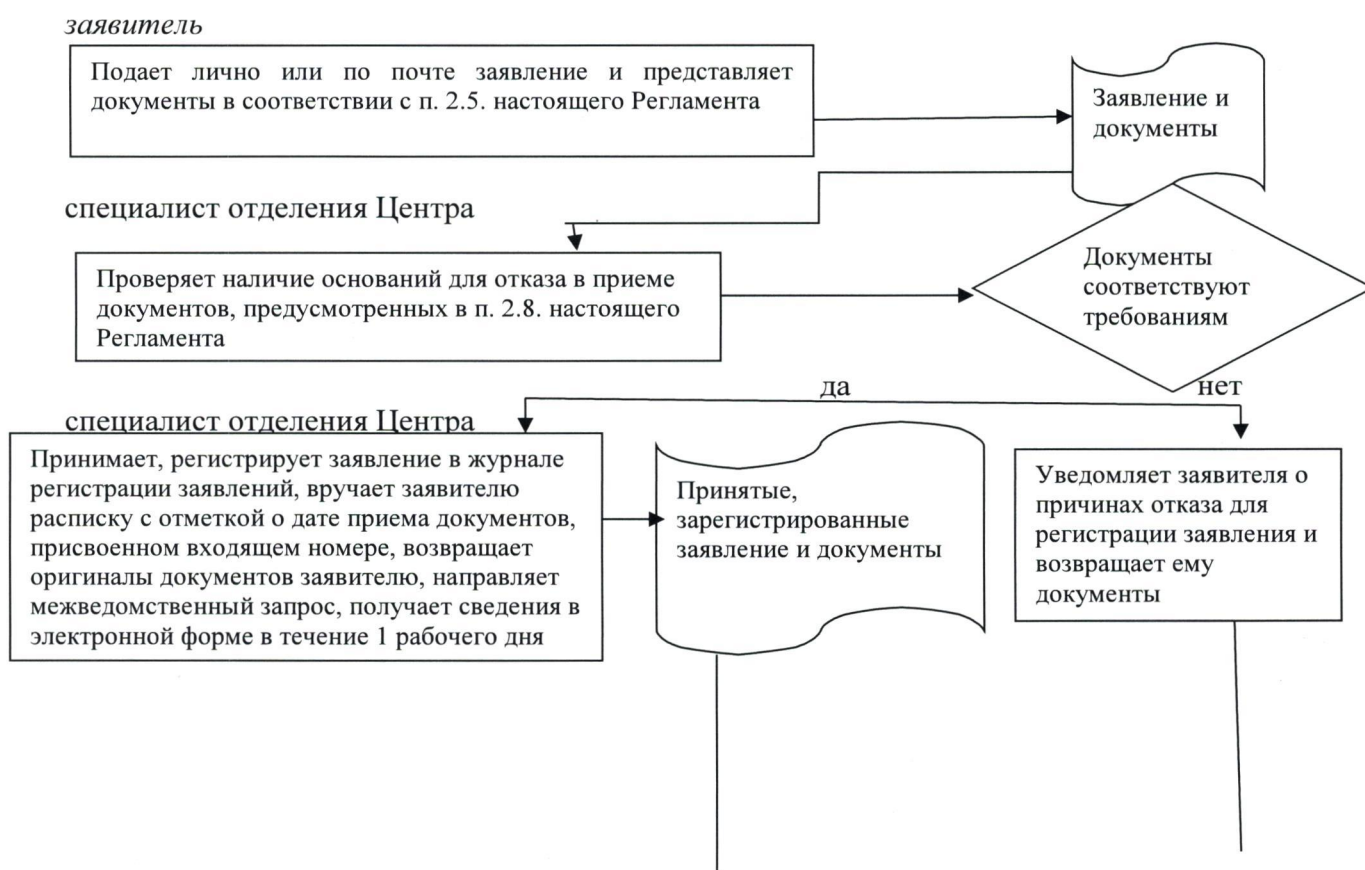 заявитель
Подает лично или по почте заявление и представляет
документы в соответствии с п. 2.5. настоящего Регламента
Заявление и
документы
специалист отделения Центра
Проверяет наличие оснований для отказа в приеме
документов, предусмотренных в п. 2.8. настоящего
Регламента
Документы
соответствуют
требованиям
да
нет
специалист отделения Центра
Принимает, регистрирует заявление в журнале
регистрации заявлений, вручает заявителю
расписку с отметкой о дате приема документов,
присвоенном входящем номере, возвращает
оригиналы документов заявителю, направляет
межведомственный запрос, получает сведения в
электронной форме в течение 1 рабочего дня
Принятые,
зарегистрированные
заявление и документы
Уведомляет заявителя о
причинах отказа для
регистрации заявления и
возвращает ему
документы